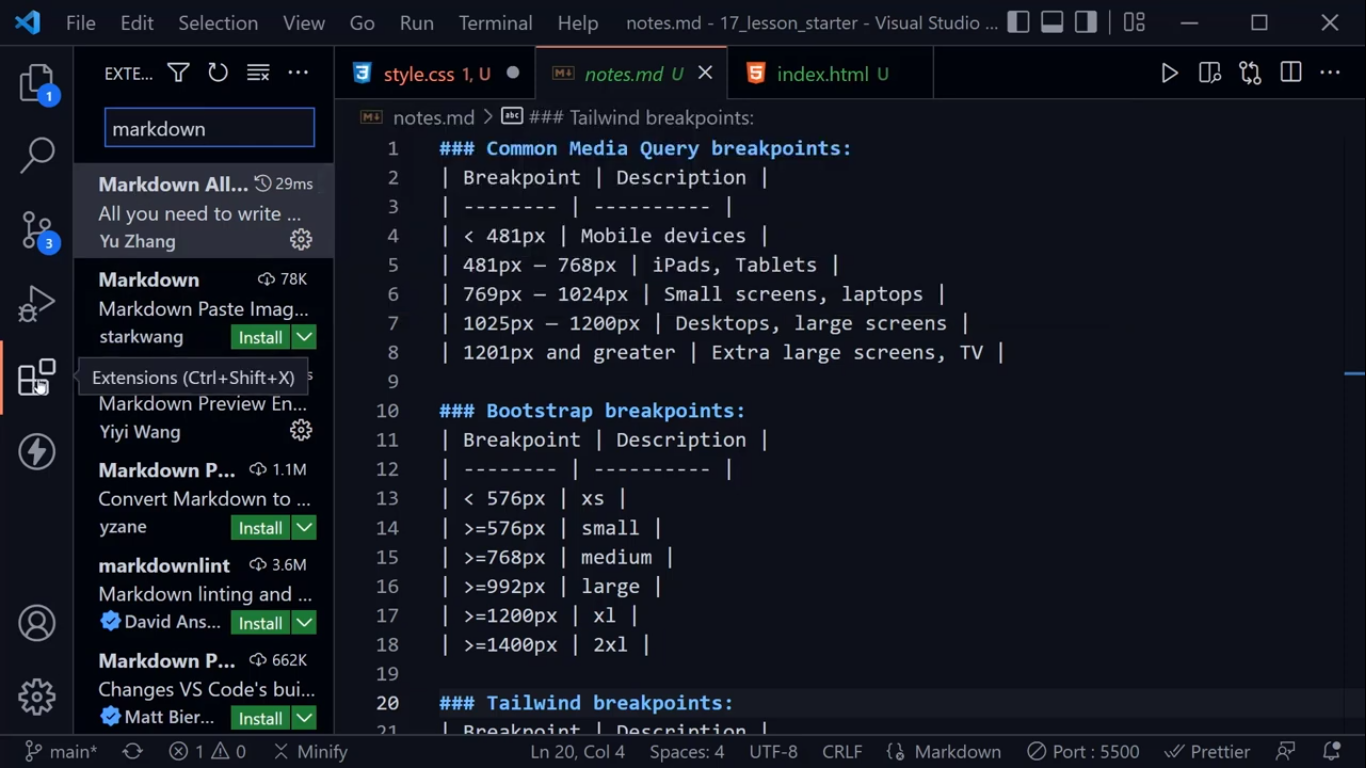 File Edit Selection View Go Run Terminal Help notes.md - 17_lesson_starter - Visual Studio ...
EXTE...
style.css 1, U
notes.md U
index.html U
1
markdown
notes.md > ### Tailwind breakpoints:
Markdown All... 29ms
All you need to write ...
Yu Zhang
3
Markdown 78K
Markdown Paste Imag...
starkwang Install
Extensions (Ctrl+Shift+X)
Markdown Preview En...
Yiyi Wang
Markdown P... 1.1M
Convert Markdown to ...
yzane Install
markdownlint 3.6M
Markdown linting and ...
David Ans... Install
Markdown P... 662K
Changes VS Code's bui...
Matt Bier... Install
1 ### Common Media Query breakpoints:
2 | Breakpoint | Description |
3 | -------- | ---------- |
4 | < 481px | Mobile devices |
5 | 481px — 768px | iPads, Tablets |
6 | 769px — 1024px | Small screens, laptops |
7 | 1025px — 1200px | Desktops, large screens |
8 | 1201px and greater | Extra large screens, TV |
9
10 ### Bootstrap breakpoints:
11 | Breakpoint | Description |
12 | -------- | ---------- |
13 | < 576px | xs |
14 | >=576px | small |
15 | >=768px | medium |
16 | >=992px | large |
17 | >=1200px | xl |
18 | >=1400px | 2xl |
19
20 ### Tailwind breakpoints:
21 | Breakpoint | Description |
main* 1 0 Minify Ln 20, Col 4 Spaces: 4 UTF-8 CRLF Markdown Port : 5500 Prettier